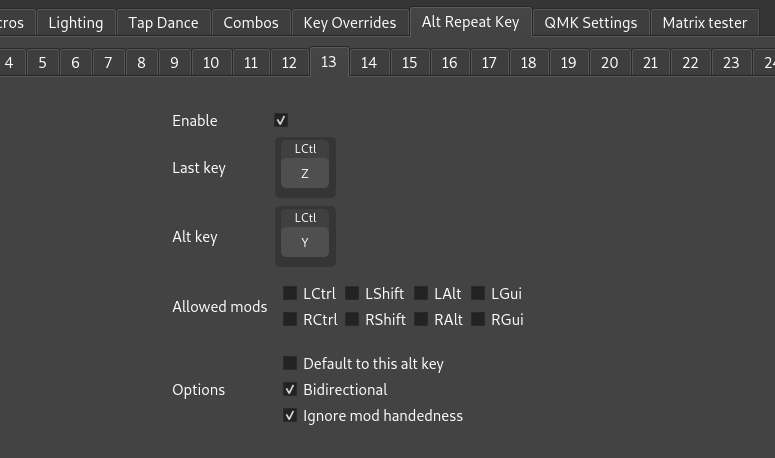 cros Lighting Tap Dance Combos Key Overrides Alt Repeat Key QMK Settings Matrix tester
4 5 6 7 8 9 10 11 12 13 14 15 16 17 18 19 20 21 22 23 24
Enable
LCtl
Last key
Z
LCtl
Alt key
Y
LCtrl LShift LAlt LGui
Allowed mods
RCtrl RShift RAlt RGui
Default to this alt key
Options Bidirectional
Ignore mod handedness